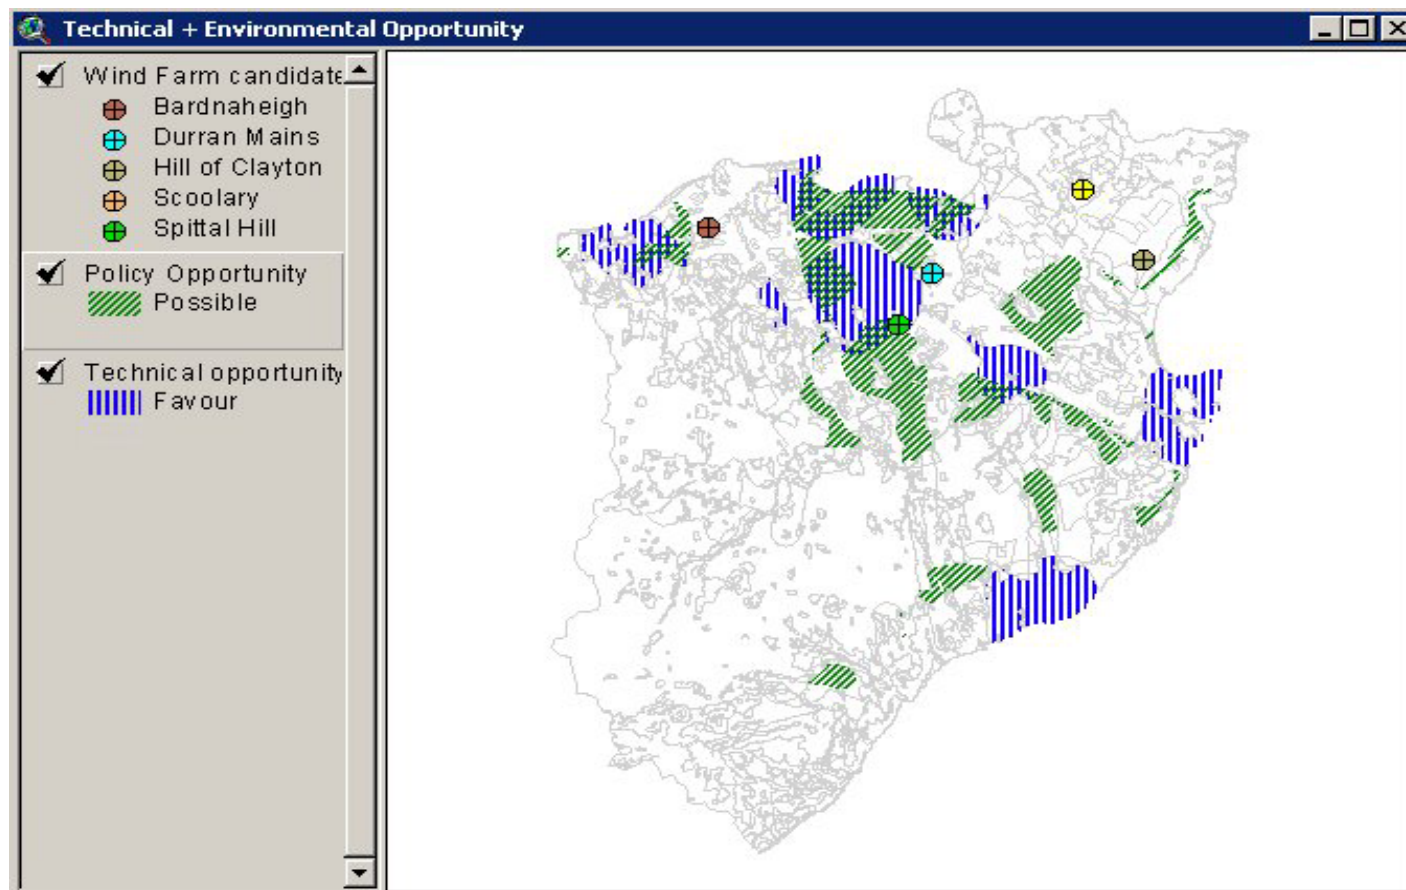 Technical + Environmental Opportunity
Wind Farm candidate
Bardnaheigh
Durran Mains
Hill of Clayton
Scoolary
Spittal Hill
Policy Opportunity
Possible
Technical opportunity
Favour